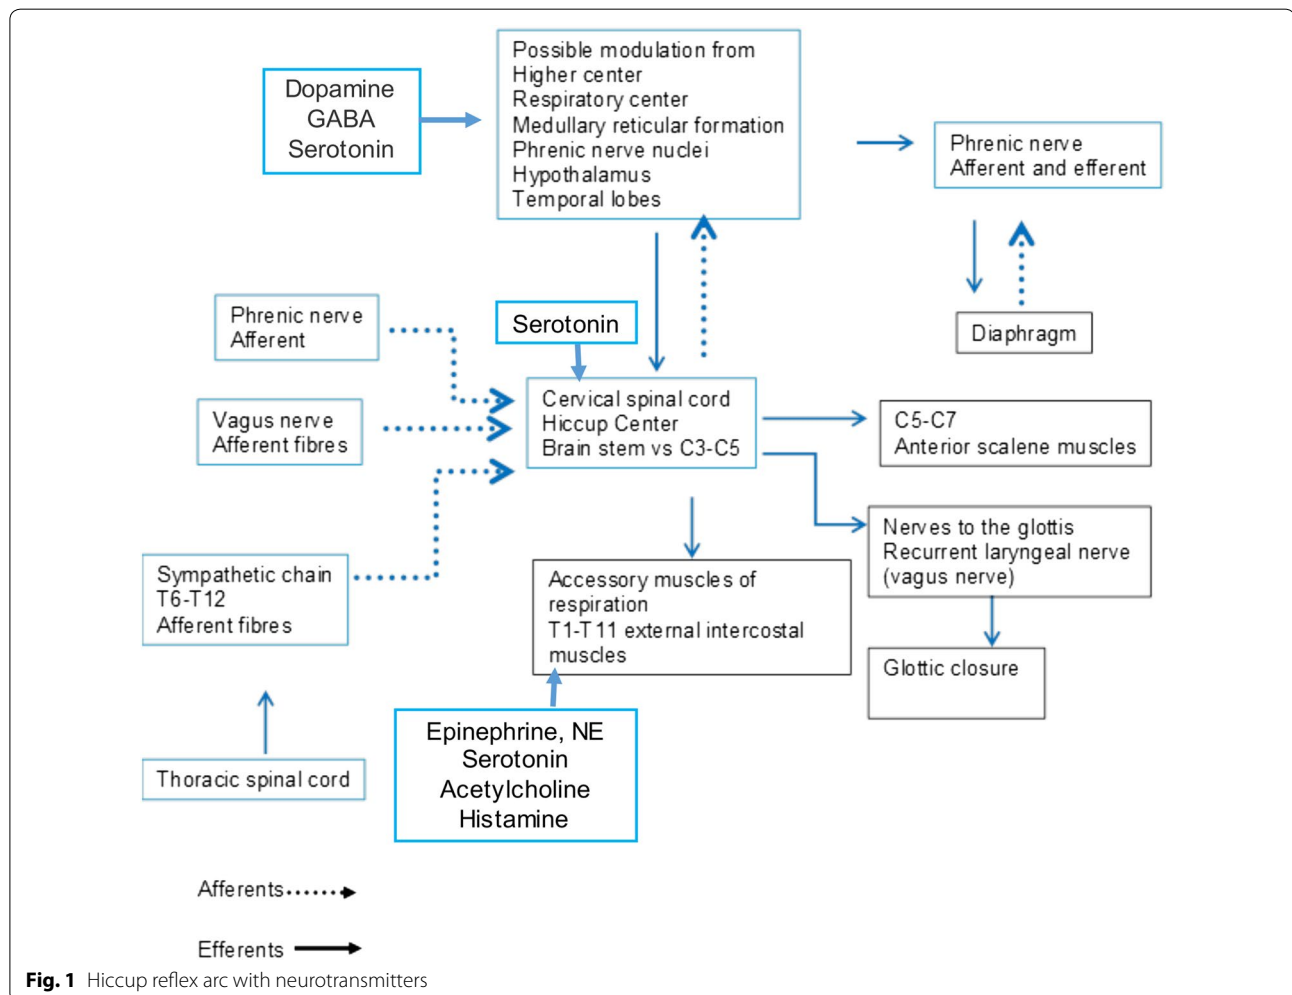 Dopamine
GABA
Serotonin
Possible modulation from
Higher center
Respiratory center
Medullary reticular formation
Phrenic nerve nuclei
Hypothalamus
Temporal lobes
Phrenic nerve
Afferent and efferent
Diaphragm
Phrenic nerve
Afferent
Serotonin
Vagus nerve
Afferent fibres
Cervical spinal cord
Hiccup Center
Brain stem vs C3-C5
C5-C7
Anterior scalene muscles
Nerves to the glottis
Recurrent laryngeal nerve
(vagus nerve)
Sympathetic chain
T6-T12
Afferent fibres
Accessory muscles of
respiration
T1-T11 external intercostal
muscles
Glottic closure
Thoracic spinal cord
Epinephrine, NE
Serotonin
Acetylcholine
Histamine
Afferents
Efferents
Fig. 1 Hiccup reflex arc with neurotransmitters